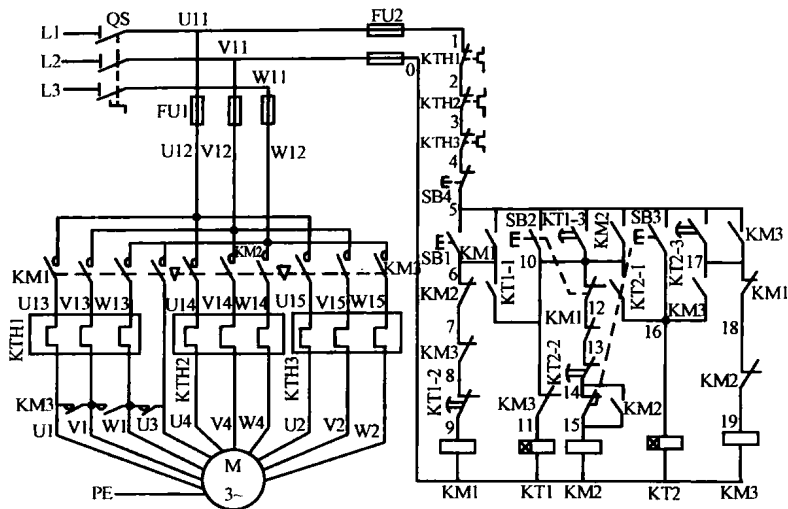 U11
FU2
QS
L1
V11
1
KTH1
L2
0
W11
2
L3
KTH2
FU1
3
KTH3
U12
V12
W12
4
SB4
5
SB2
KT1-3
KM2
SB3
KT2-3
KM3
SB1
KM1
10
17
KM1
KM2
KM3
6
KT1-1
KT2-1
KM1
U13
V13
W13
U14
V14
W14
U15
V15
W15
KM2
12
KM3
KM1
16
18
KTH1
7
13
KTH2
KTH3
KM3
8
KT2-2
14
KT1-2
KM2
KM2
KM3
9
KM3
15
11
19
U1
V1
W1
U3
U4
V4
W4
U2
V2
W2
M
3~
PE
KM1
KT1
KM2
KT2
KM3